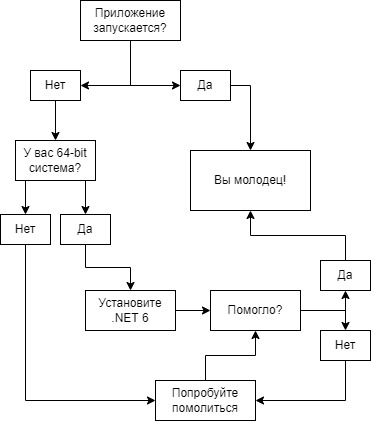 Приложение
запускается?
Нет
Да
У вас 64-bit
система?
Вы молодец!
Нет
Да
Установите
.NET 6
Помогло?
Да
Нет
Попробуйте
помолиться